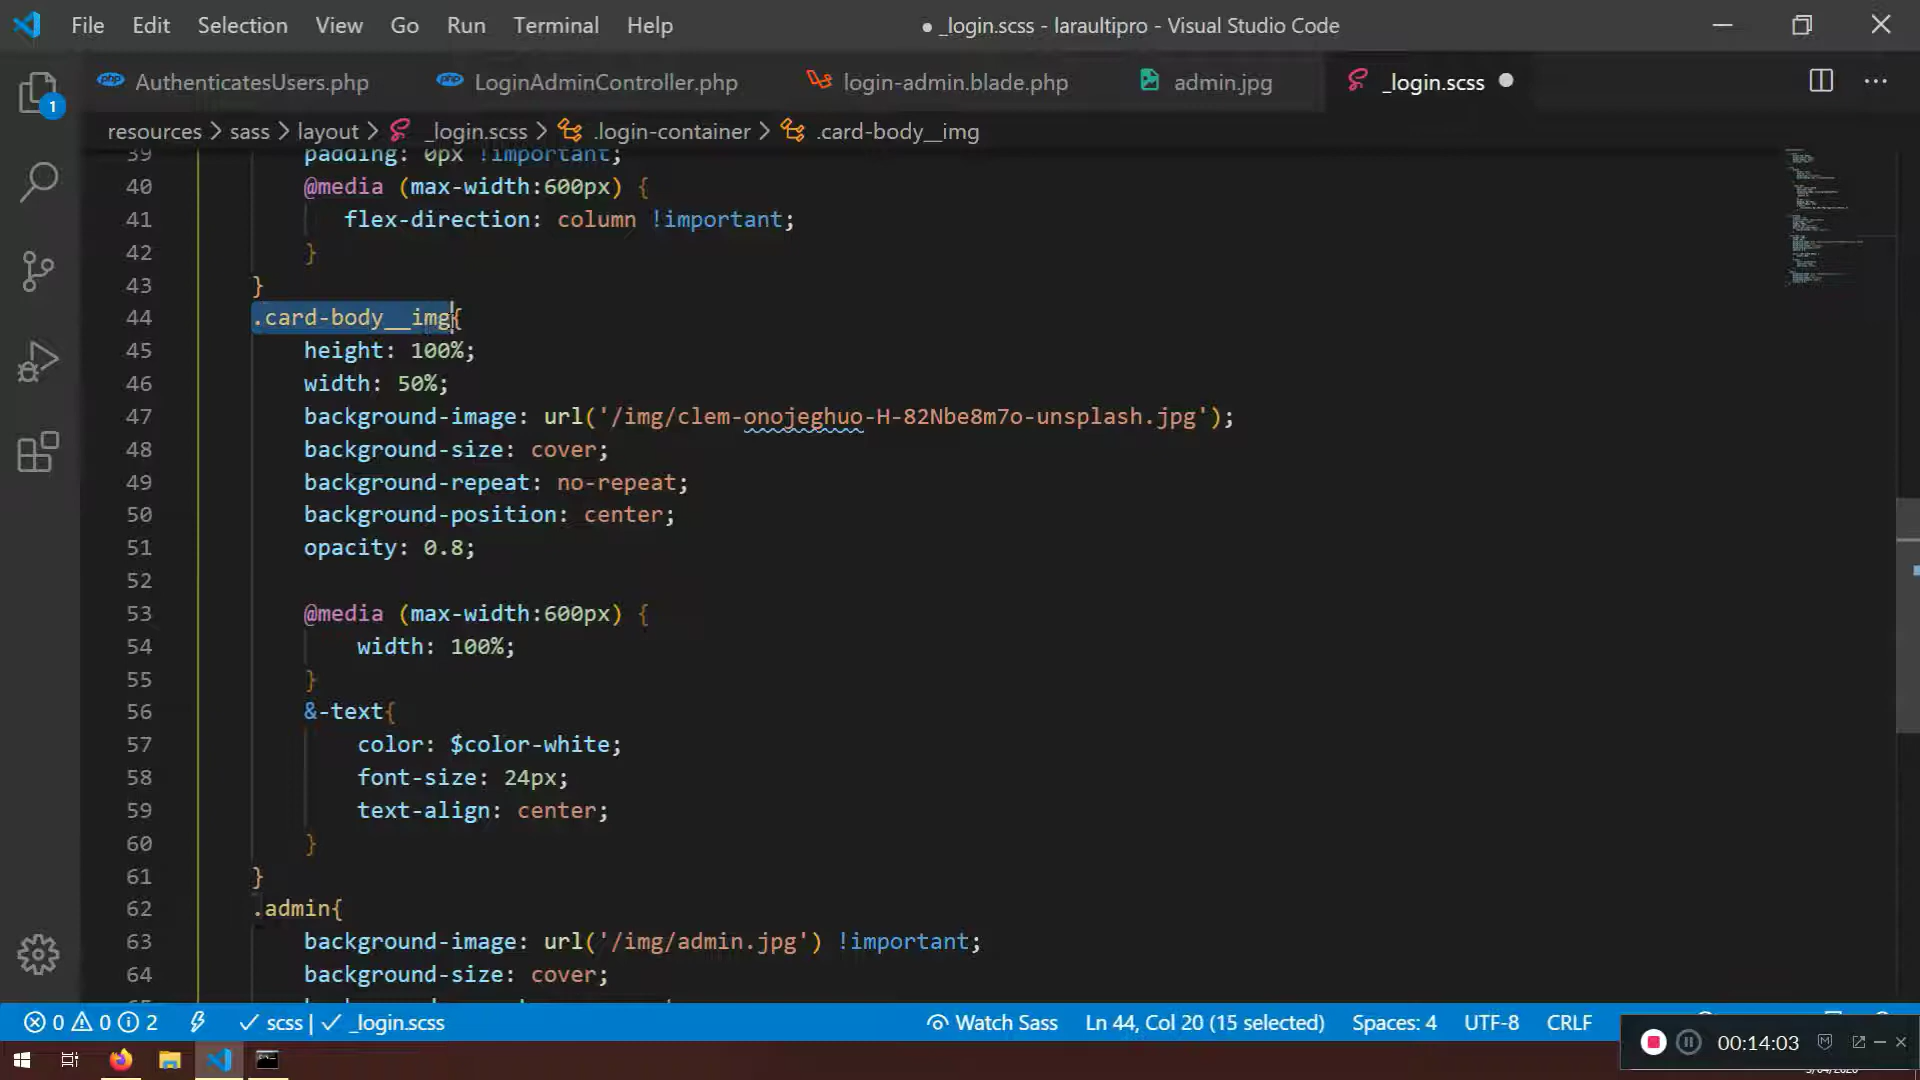 File Edit Selection View Go Run Terminal Help
● _login.scss - laraultipro - Visual Studio Code
AuthenticatesUsers.php LoginAdminController.php login-admin.blade.php admin.jpg _login.scss
resources > sass > layout > _login.scss > .login-container > .card-body__img
39 padding: 0px !important;
40 @media (max-width:600px) {
41 flex-direction: column !important;
42 }
43 }
44 .card-body__img{
45 height: 100%;
46 width: 50%;
47 background-image: url('/img/clem-onojeghuo-H-82Nbe8m7o-unsplash.jpg');
48 background-size: cover;
49 background-repeat: no-repeat;
50 background-position: center;
51 opacity: 0.8;
52
53 @media (max-width:600px) {
54 width: 100%;
55 }
56 &-text{
57 color: $color-white;
58 font-size: 24px;
59 text-align: center;
60 }
61 }
62 .admin{
63 background-image: url('/img/admin.jpg') !important;
64 background-size: cover;
1
0 0 2 scss | _login.scss Watch Sass Ln 44, Col 20 (15 selected) Spaces: 4 UTF-8 CRLF
00:14:03